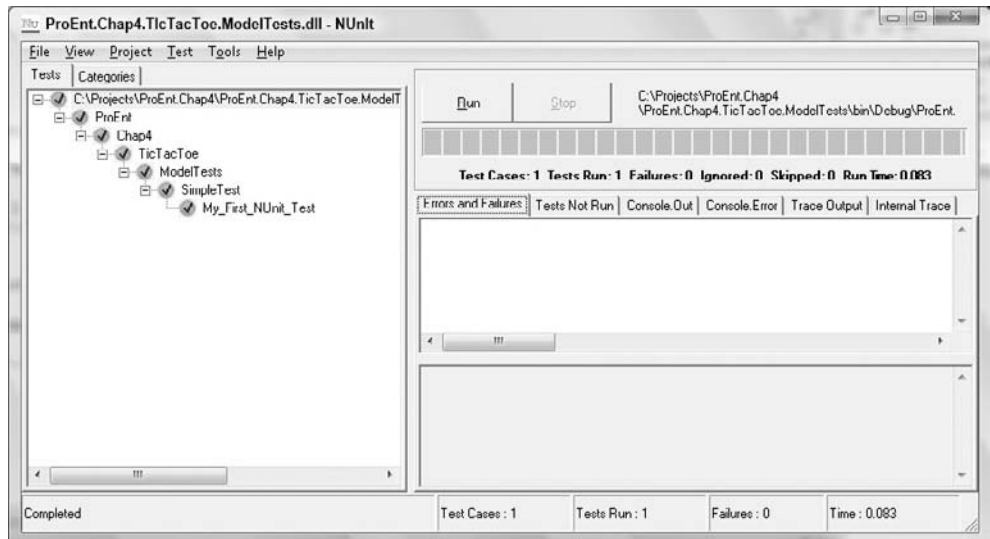 ProEnt.Chap4.TicTacToe.ModelTests.dll - NUnit
File View Project Test Tools Help
Tests Categories
C:\Projects\ProEnt.Chap4\ProEnt.Chap4.TicTacToe.ModelT
ProEnt
Chap4
TicTacToe
ModelTests
SimpleTest
My_First_NUnit_Test
Run Stop
C:\Projects\ProEnt.Chap4
\ProEnt.Chap4.TicTacToe.ModelTests\bin\Debug\ProEnt.
Test Cases: 1 Tests Run: 1 Failures: 0 Ignored: 0 Skipped: 0 Run Time: 0.083
Errors and Failures Tests Not Run Console.Out Console.Error Trace Output Internal Trace
Completed Test Cases : 1 Tests Run : 1 Failures : 0 Time : 0.083